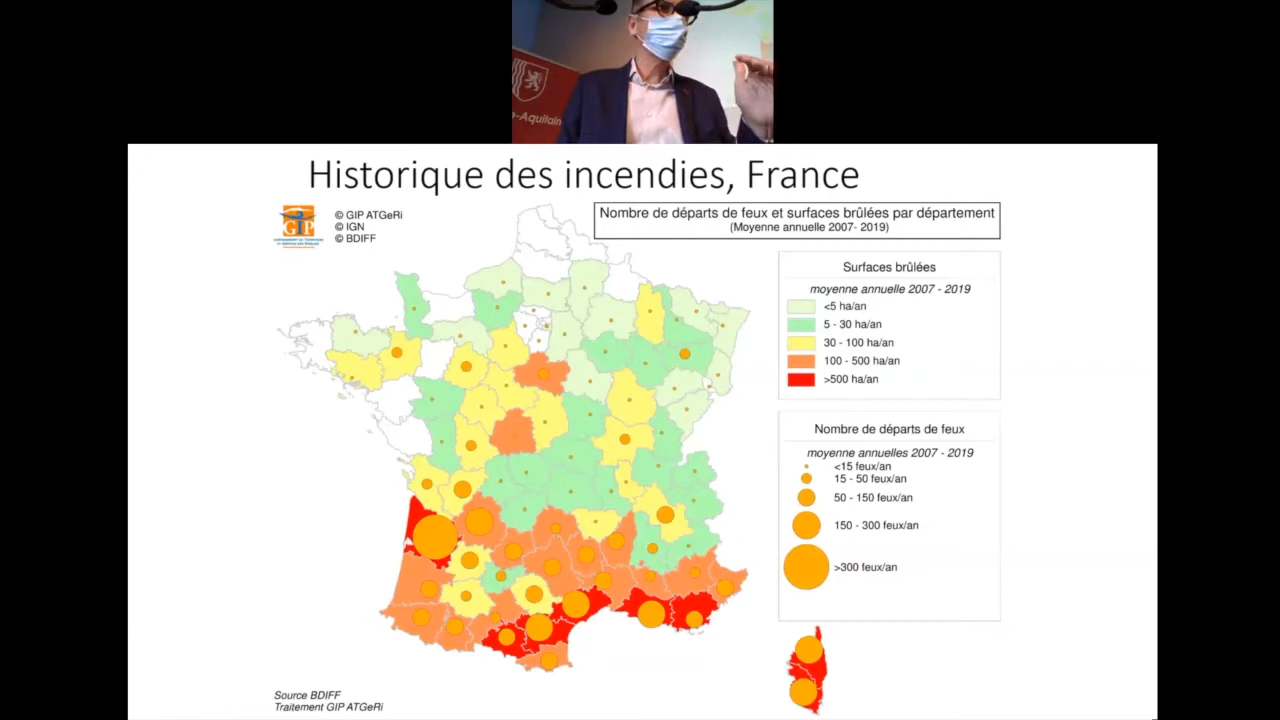 e-Aquitain
Historique des incendies, France
GIP
© GIP ATGeRi
© IGN
© BDIFF
Nombre de départs de feux et surfaces brûlées par département
(Moyenne annuelle 2007- 2019)
Surfaces brûlées
moyenne annuelle 2007 - 2019
<5 ha/an
5 - 30 ha/an
30 - 100 ha/an
100 - 500 ha/an
>500 ha/an
Nombre de départs de feux
moyenne annuelles 2007 - 2019
<15 feux/an
15 - 50 feux/an
50 - 150 feux/an
150 - 300 feux/an
>300 feux/an
Source BDIFF
Traitement GIP ATGeRi